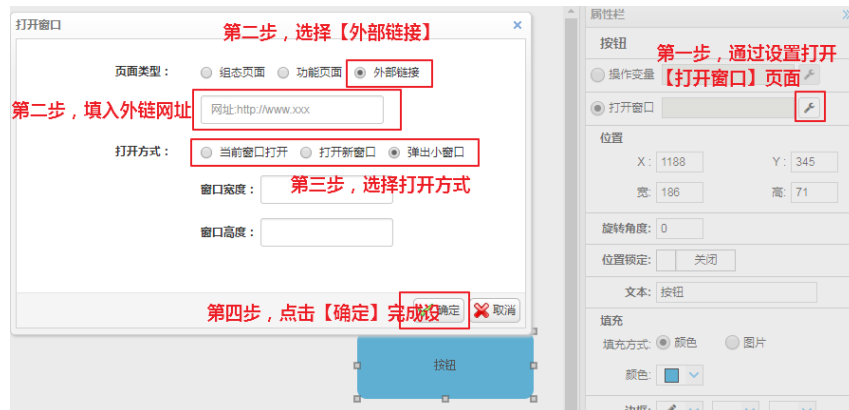 打开窗口
第二步，选择【外部链接】
页面类型： 组态页面 功能页面 外部链接
第二步，填入外链网址
网址:http://www.xxx
打开方式： 当前窗口打开 打开新窗口 弹出小窗口
第三步，选择打开方式
窗口宽度：
窗口高度：
第四步，点击【确定】完成设
确定 取消
按钮
属性栏
按钮
第一步，通过设置打开
【打开窗口】页面
操作变量
打开窗口
位置
X： 1188 Y： 345
宽: 186 高: 71
旋转角度: 0
位置锁定: 关闭
文本: 按钮
填充
填充方式: 颜色 图片
颜色:
边框: